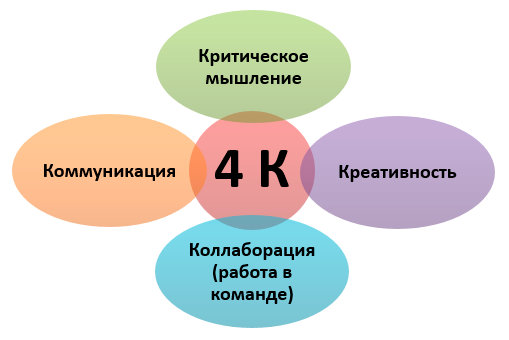 Критическое
мышление
Коммуникация
4 К
Креативность
Коллаборация
(работа в
команде)